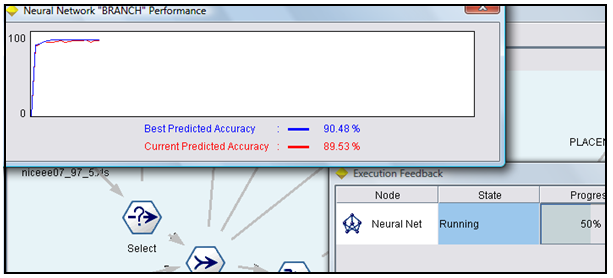 Neural Network "BRANCH" Performance
100
0
Best Predicted Accuracy : 90.48 %
Current Predicted Accuracy : 89.53 %
PLACEN
Execution Feedback
Node State Progres
Neural Net Running 50%
Select